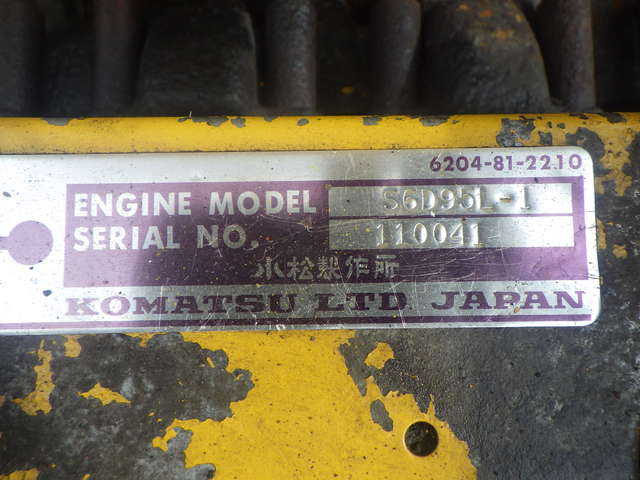 6204-81-2210
ENGINE MODEL S6D95L-1
SERIAL NO. 110041
小松製作所
KOMATSU LTD. JAPAN